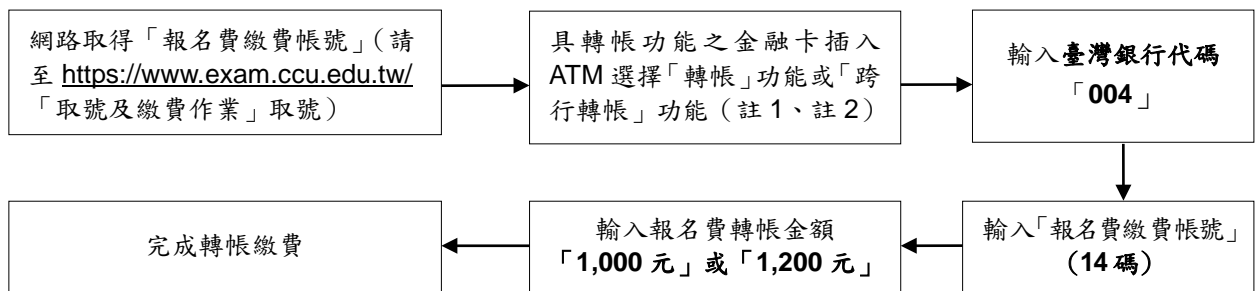 網路取得「報名費繳費帳號」（請
至 https://www.exam.ccu.edu.tw/
「取號及繳費作業」取號）
具轉帳功能之金融卡插入
ATM 選擇「轉帳」功能或「跨
行轉帳」功能（註 1、註 2）
輸入臺灣銀行代碼
「004」
輸入「報名費繳費帳號」
（14 碼）
輸入報名費轉帳金額
「1,000 元」或「1,200 元」
完成轉帳繳費